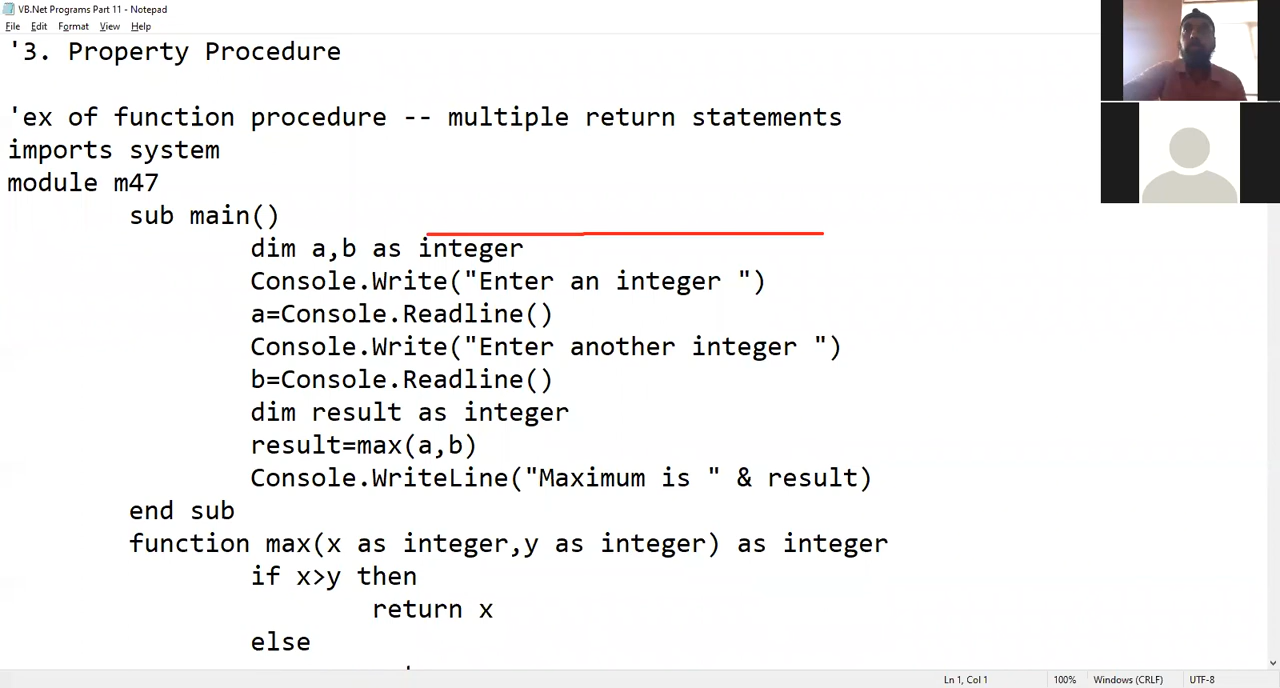 VB.Net Programs Part 11 - Notepad
File Edit Format View Help
'3. Property Procedure
'ex of function procedure -- multiple return statements
imports system
module m47
sub main()
dim a,b as integer
Console.Write("Enter an integer ")
a=Console.Readline()
Console.Write("Enter another integer ")
b=Console.Readline()
dim result as integer
result=max(a,b)
Console.WriteLine("Maximum is " & result)
end sub
function max(x as integer,y as integer) as integer
if x>y then
return x
else
Ln 1, Col 1 100% Windows (CRLF) UTF-8